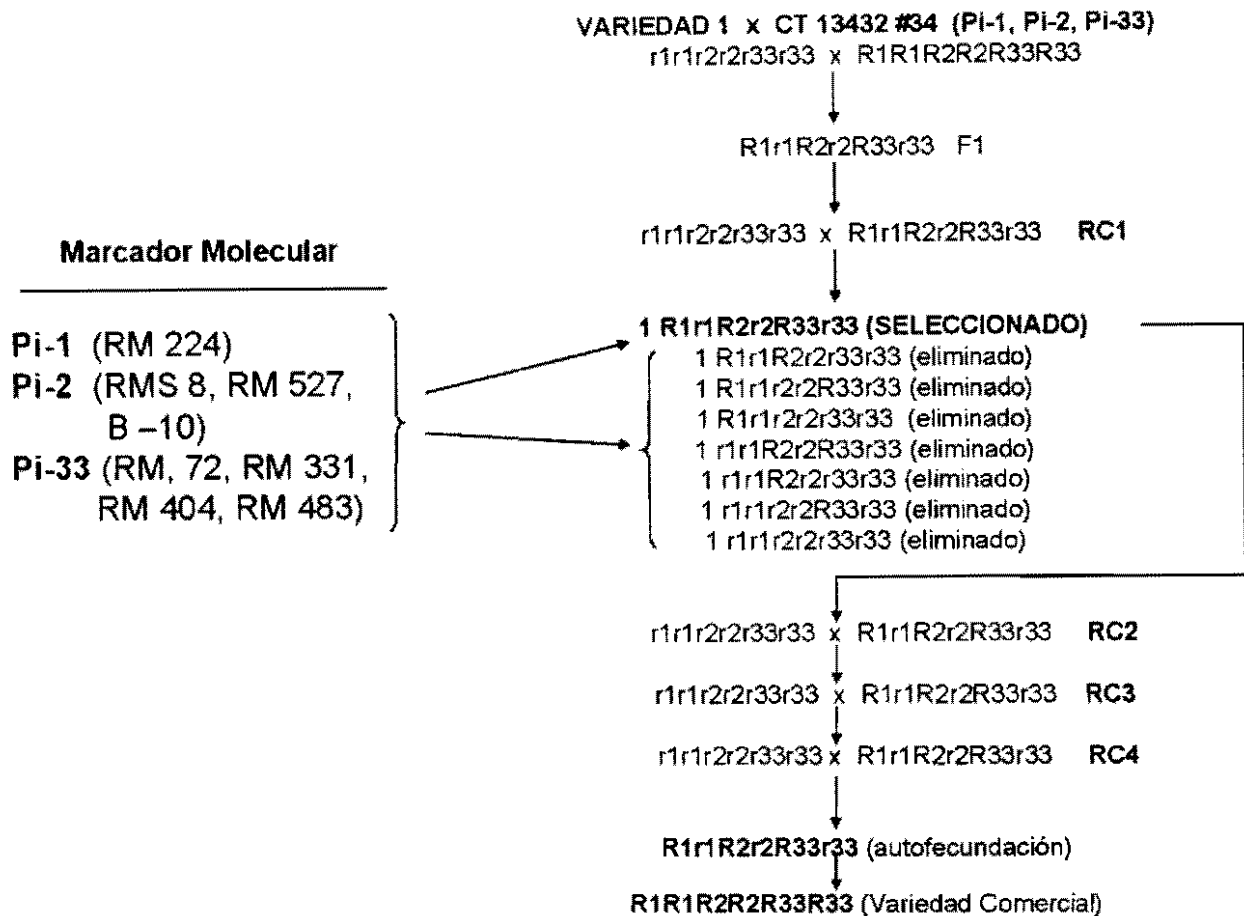 VARIEDAD 1 x CT 13432 #34 (Pi-1, Pi-2, Pi-33)
r1r1r2r2r33r33 x R1R1R2R2R33R33
R1r1R2r2R33r33 F1
r1r1r2r2r33r33 x R1r1R2r2R33r33 RC1
Marcador Molecular
Pi-1 (RM 224)
Pi-2 (RMS 8, RM 527,
B –10)
Pi-33 (RM, 72, RM 331,
RM 404, RM 483)
1 R1r1R2r2R33r33 (SELECCIONADO)
1 R1r1R2r2r33r33 (eliminado)
1 R1r1r2r2R33r33 (eliminado)
1 R1r1r2r2r33r33 (eliminado)
1 r1r1R2r2R33r33 (eliminado)
1 r1r1R2r2r33r33 (eliminado)
1 r1r1r2r2R33r33 (eliminado)
1 r1r1r2r2r33r33 (eliminado)
r1r1r2r2r33r33 x R1r1R2r2R33r33 RC2
r1r1r2r2r33r33 x R1r1R2r2R33r33 RC3
r1r1r2r2r33r33 x R1r1R2r2R33r33 RC4
R1r1R2r2R33r33 (autofecundación)
R1R1R2R2R33R33 (Variedad Comercial)